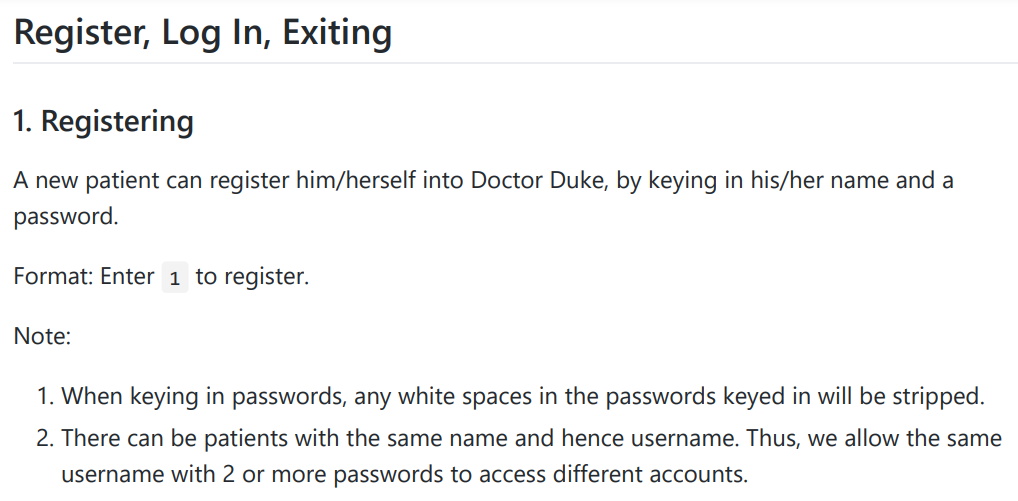 Register, Log In, Exiting
1. Registering
A new patient can register him/herself into Doctor Duke, by keying in his/her name and a
password.
Format: Enter 1 to register.
Note:
1. When keying in passwords, any white spaces in the passwords keyed in will be stripped.
2. There can be patients with the same name and hence username. Thus, we allow the same
username with 2 or more passwords to access different accounts.